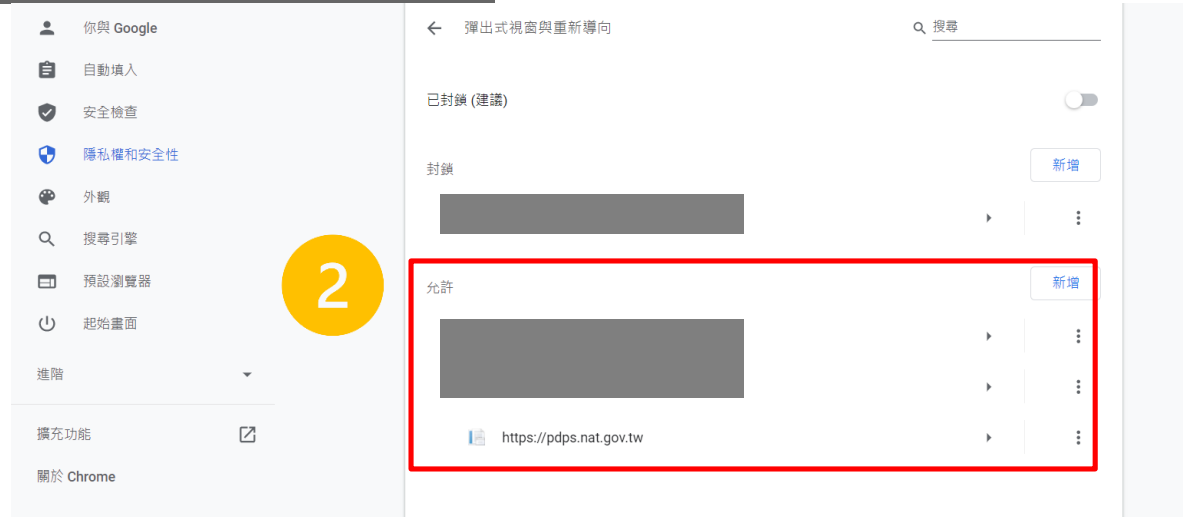 你與 Google
自動填入
安全檢查
隱私權和安全性
外觀
搜尋引擎
預設瀏覽器
起始畫面
進階
擴充功能
關於 Chrome
2
彈出式視窗與重新導向
搜尋
已封鎖 (建議)
封鎖
新增
允許
新增
https://pdps.nat.gov.tw